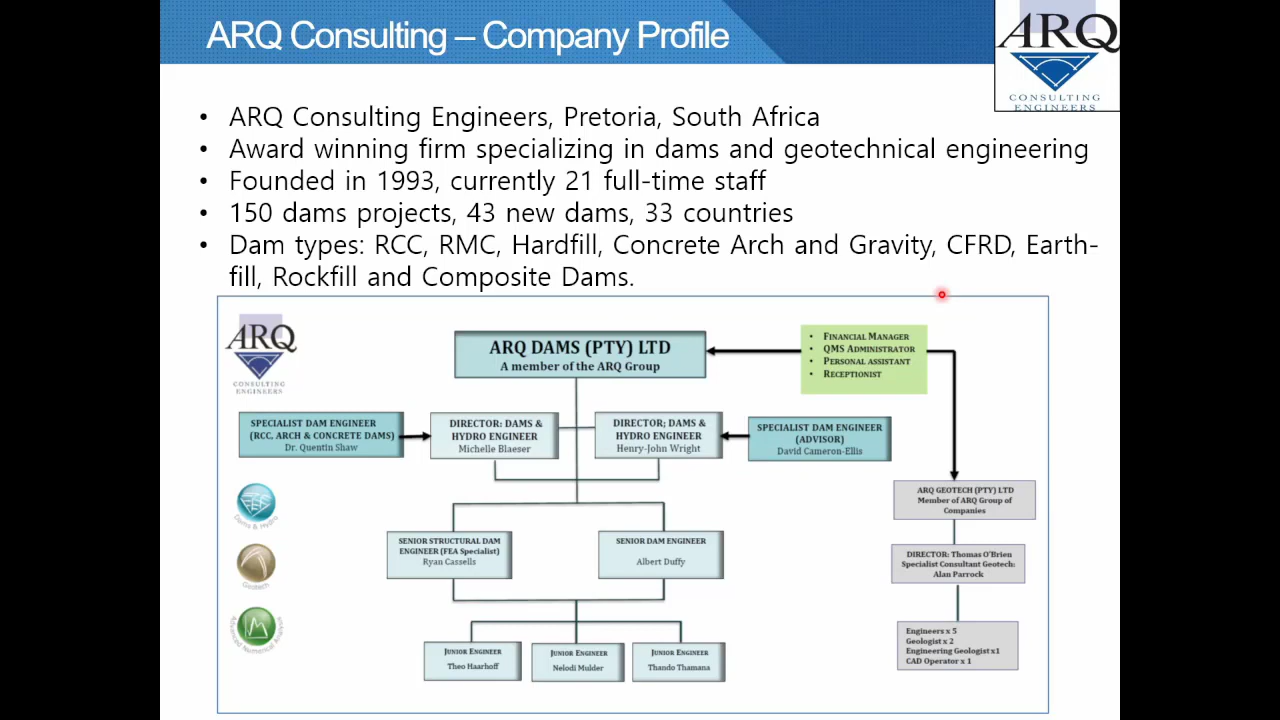 ARQ Consulting – Company Profile
ARQ
CONSULTING
ENGINEERS
• ARQ Consulting Engineers, Pretoria, South Africa
• Award winning firm specializing in dams and geotechnical engineering
• Founded in 1993, currently 21 full-time staff
• 150 dams projects, 43 new dams, 33 countries
• Dam types: RCC, RMC, Hardfill, Concrete Arch and Gravity, CFRD, Earth-
fill, Rockfill and Composite Dams.
ARQ
CONSULTING
ENGINEERS
ARQ DAMS (PTY) LTD
A member of the ARQ Group
• FINANCIAL MANAGER
• QMS ADMINISTRATOR
• PERSONAL ASSISTANT
• RECEPTIONIST
SPECIALIST DAM ENGINEER
(RCC, ARCH & CONCRETE DAMS)
Dr. Quentin Shaw
DIRECTOR: DAMS &
HYDRO ENGINEER
Michelle Blaeser
DIRECTOR; DAMS &
HYDRO ENGINEER
Henry-John Wright
SPECIALIST DAM ENGINEER
(ADVISOR)
David Cameron-Ellis
ARQ GEOTECH (PTY) LTD
Member of ARQ Group of
Companies
Dams & Hydro
SENIOR STRUCTURAL DAM
ENGINEER (FEA Specialist)
Ryan Cassells
SENIOR DAM ENGINEER
Albert Duffy
DIRECTOR: Thomas O'Brien
Specialist Consultant Geotech:
Alan Parrock
Geotech
Advanced Numerical Analysis
JUNIOR ENGINEER
Theo Haarhoff
JUNIOR ENGINEER
Nelodi Mulder
JUNIOR ENGINEER
Thando Thamana
Engineers x 5
Geologist x 2
Engineering Geologist x1
CAD Operator x 1